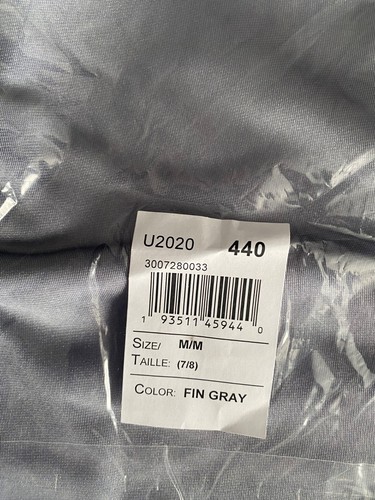 U2020 440
3007280033
1 93511 45944 0
SIZE/ M/M
TAILLE: (7/8)
COLOR: FIN GRAY